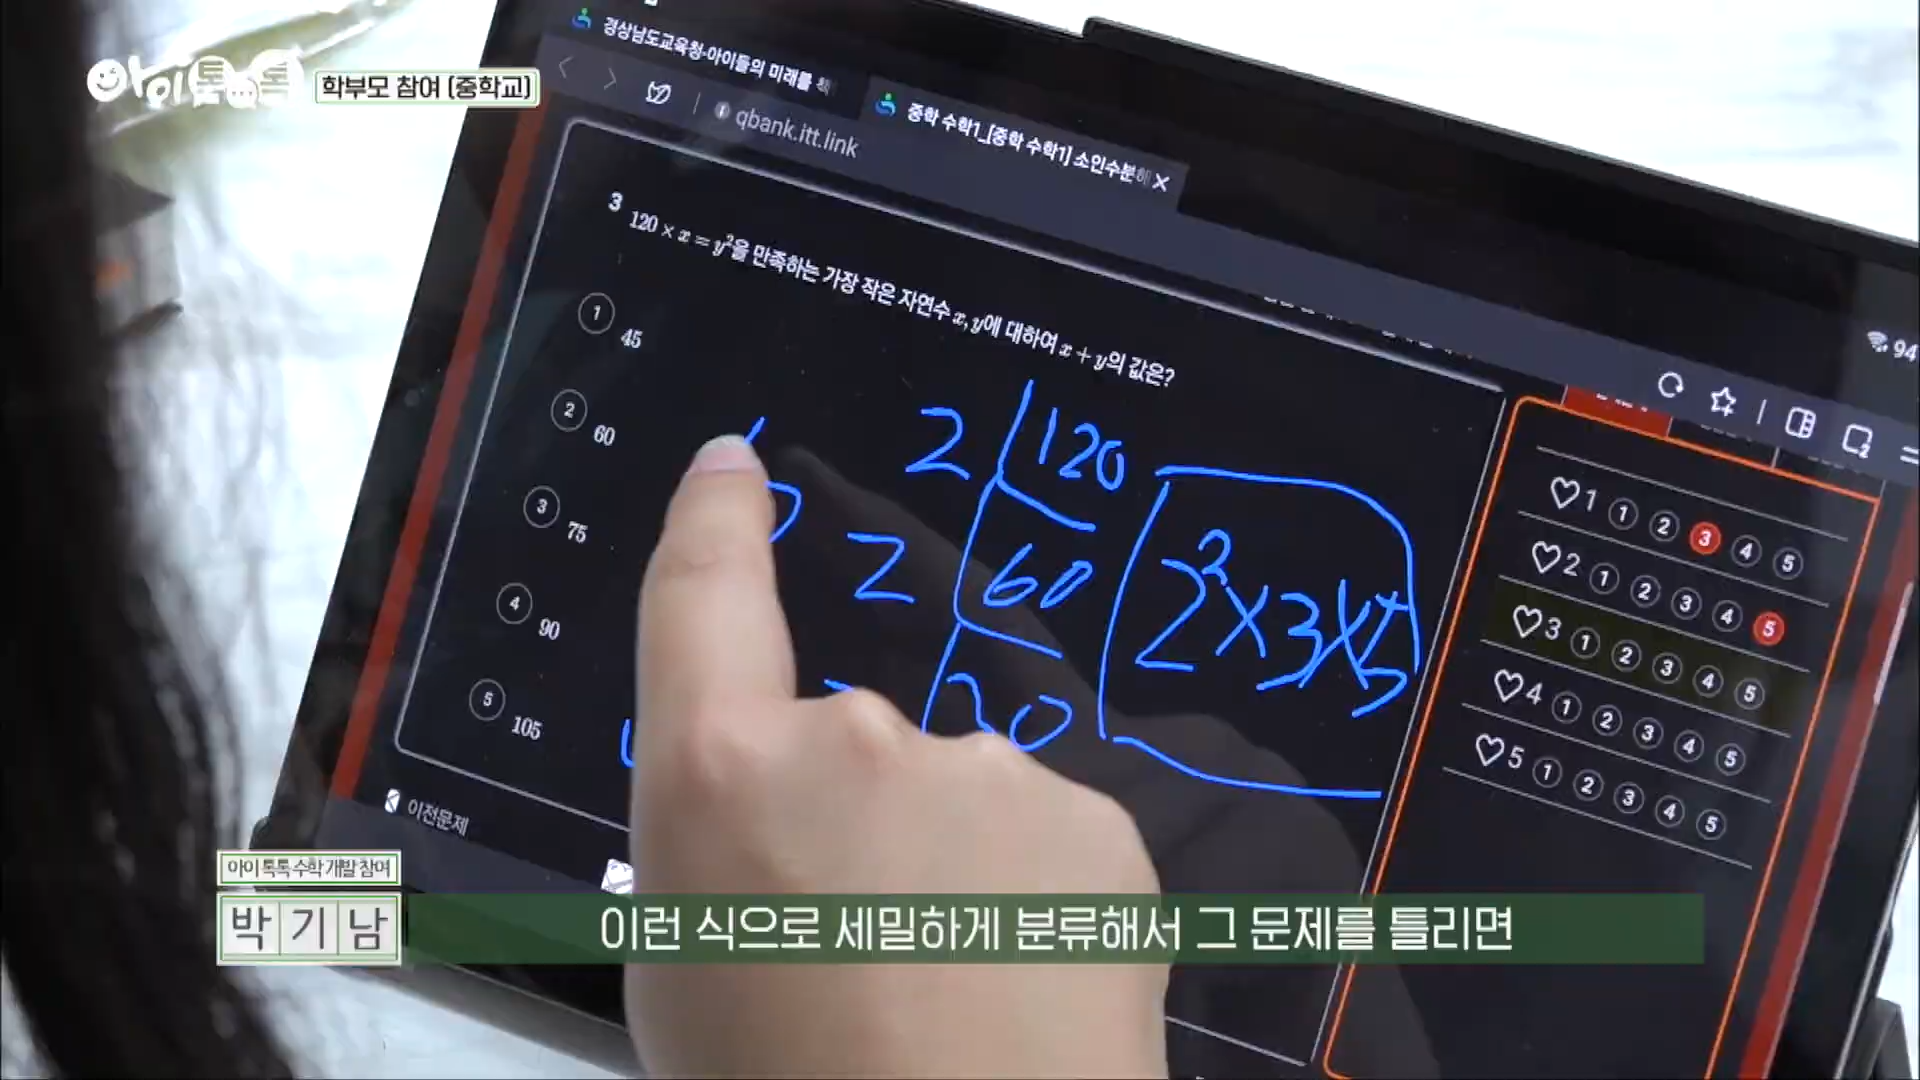 아이톡톡
학부모 참여 (중학교)
경상남도교육청-아이들의 미래를 책
중학 수학1_[중학 수학1] 소인수분해
qbank.itt.link
94
3 120 × x = y²을 만족하는 가장 작은 자연수 x, y에 대하여 x + y의 값은?
1 45
2 60
3 75
4 90
5 105
2 120
2 60
30
2² × 3 × 5
1 1 2 3 4 5
2 1 2 3 4 5
3 1 2 3 4 5
4 1 2 3 4 5
5 1 2 3 4 5
이전문제
아이톡톡 수학 개발 참여
박기남
이런 식으로 세밀하게 분류해서 그 문제를 틀리면